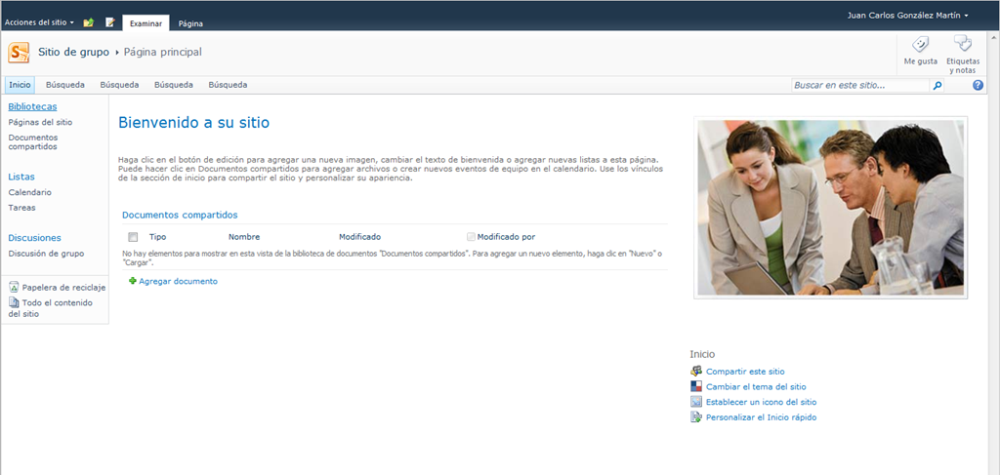 Acciones del sitio
Examinar
Página
Juan Carlos González Martín
Sitio de grupo
Página principal
Me gusta
Etiquetas
y notas
Inicio
Búsqueda
Búsqueda
Búsqueda
Búsqueda
Buscar en este sitio...
Bibliotecas
Páginas del sitio
Documentos
compartidos
Listas
Calendario
Tareas
Discusiones
Discusión de grupo
Papelera de reciclaje
Todo el contenido
del sitio
Bienvenido a su sitio
Haga clic en el botón de edición para agregar una nueva imagen, cambiar el texto de bienvenida o agregar nuevas listas a esta página.
Puede hacer clic en Documentos compartidos para agregar archivos o crear nuevos eventos de equipo en el calendario. Use los vínculos
de la sección de inicio para compartir el sitio y personalizar su apariencia.
Documentos compartidos
Tipo
Nombre
Modificado
Modificado por
No hay elementos para mostrar en esta vista de la biblioteca de documentos "Documentos compartidos". Para agregar un nuevo elemento, haga clic en "Nuevo" o
"Cargar".
Agregar documento
Inicio
Compartir este sitio
Cambiar el tema del sitio
Establecer un icono del sitio
Personalizar el Inicio rápido